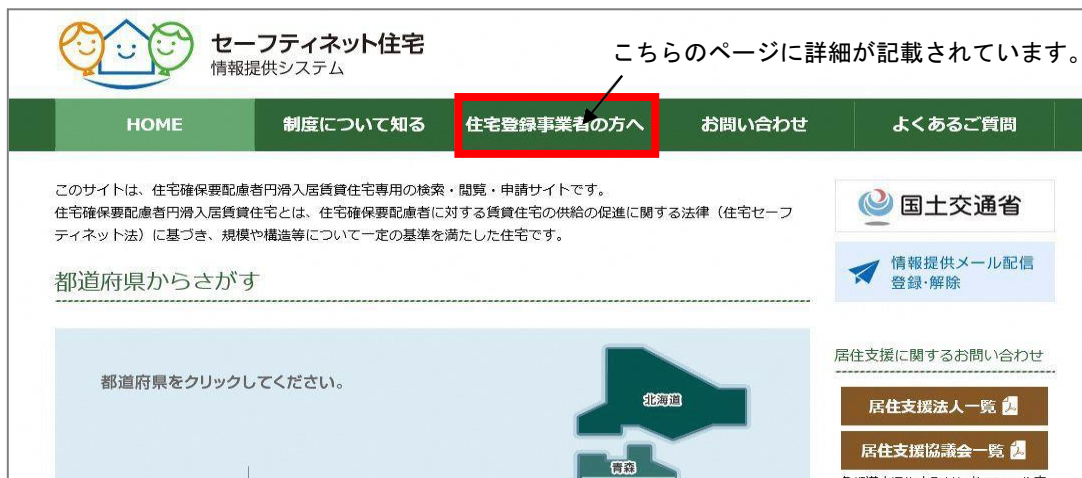 セーフティネット住宅
情報提供システム
こちらのページに詳細が記載されています。
HOME 制度について知る 住宅登録事業者の方へ お問い合わせ よくあるご質問
このサイトは、住宅確保要配慮者円滑入居賃貸住宅専用の検索・閲覧・申請サイトです。
住宅確保要配慮者円滑入居賃貸住宅とは、住宅確保要配慮者に対する賃貸住宅の供給の促進に関する法律（住宅セーフ
ティネット法）に基づき、規模や構造等について一定の基準を満たした住宅です。
都道府県からさがす
都道府県をクリックしてください。
北海道
青森
国土交通省
情報提供メール配信
登録・解除
居住支援に関するお問い合わせ
居住支援法人一覧
居住支援協議会一覧